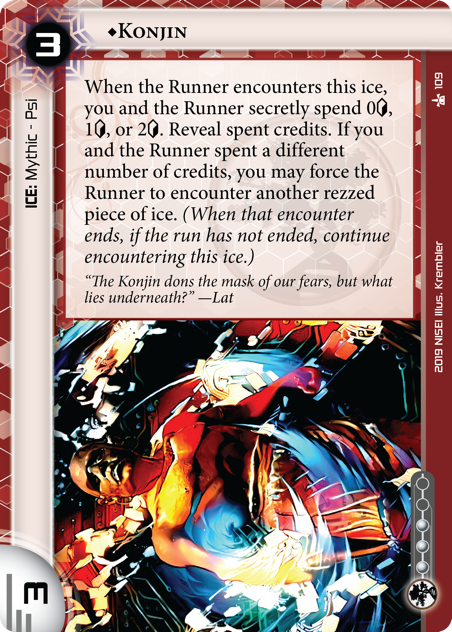 3
◆Konjin
ICE: Mythic - Psi
When the Runner encounters this ice,
you and the Runner secretly spend 0,
1, or 2. Reveal spent credits. If you
and the Runner spent a different
number of credits, you may force the
Runner to encounter another rezzed
piece of ice. (When that encounter
ends, if the run has not ended, continue
encountering this ice.)
“The Konjin dons the mask of our fears, but what
lies underneath?” —Lat
109
2019 NISEI Illus. Krembler
3